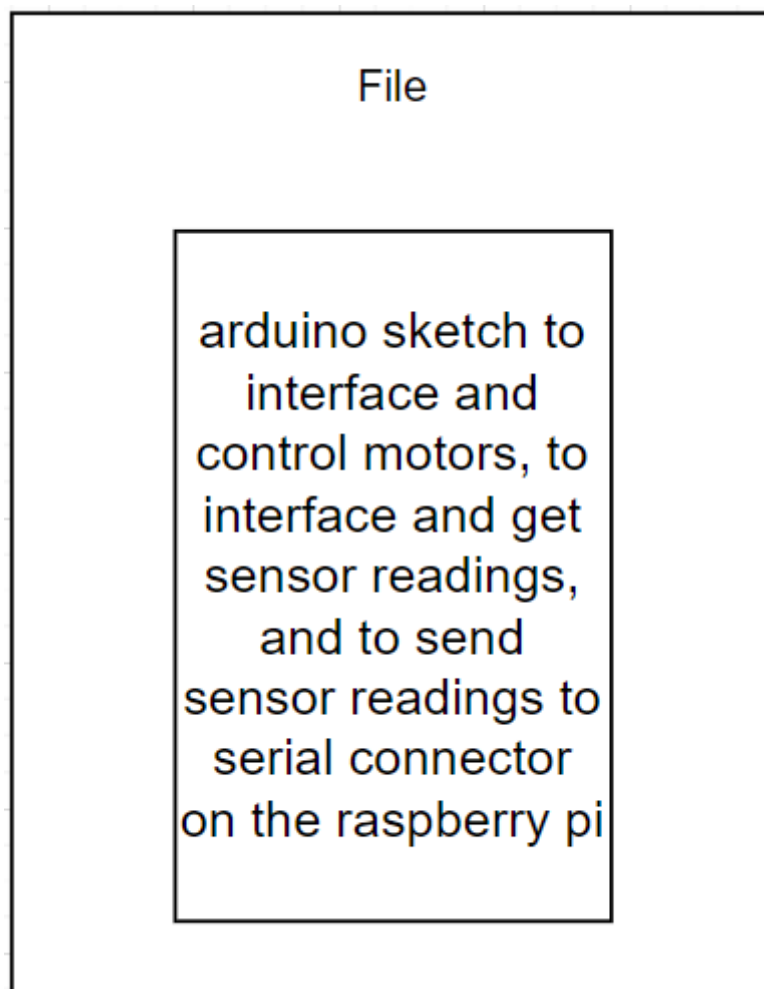 File
arduino sketch to
interface and
control motors, to
interface and get
sensor readings,
and to send
sensor readings to
serial connector
on the raspberry pi